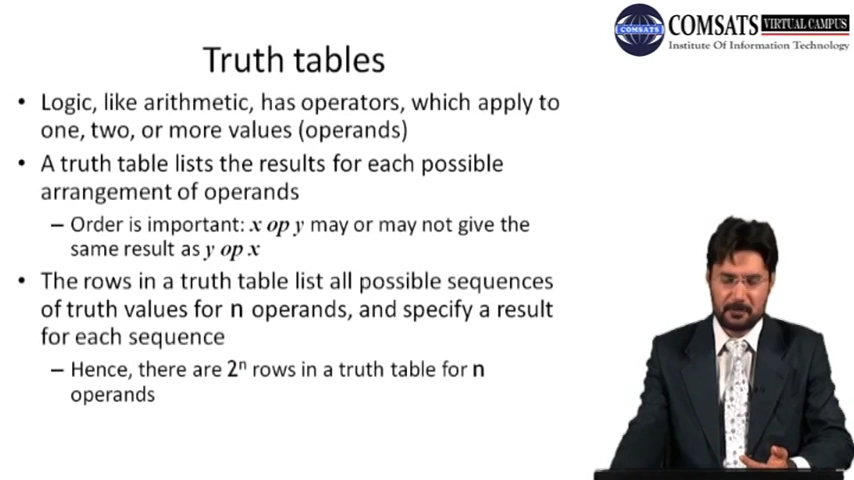 COMSATS
COMSATS VIRTUAL CAMPUS
Institute Of Information Technology
Truth tables
• Logic, like arithmetic, has operators, which apply to
one, two, or more values (operands)
• A truth table lists the results for each possible
arrangement of operands
– Order is important: x op y may or may not give the
same result as y op x
• The rows in a truth table list all possible sequences
of truth values for n operands, and specify a result
for each sequence
– Hence, there are 2ⁿ rows in a truth table for n
operands